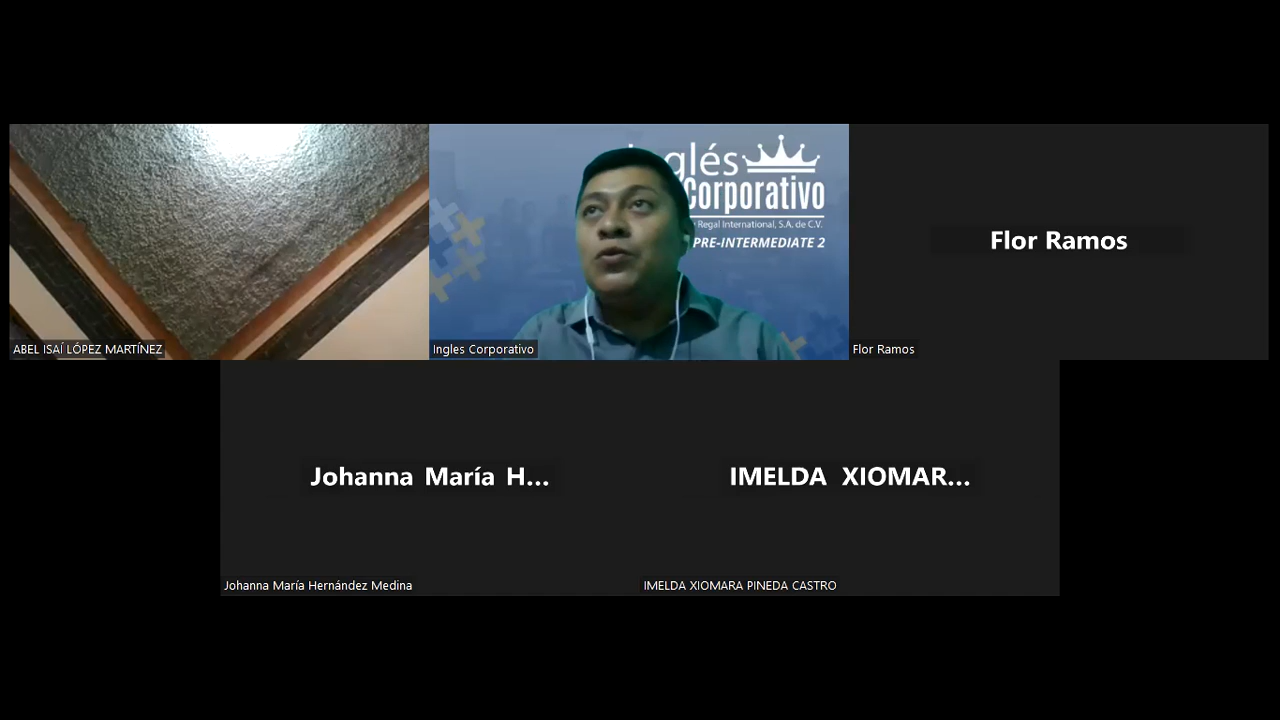 glés
Corporativo
Regal International, S.A. de C.V.
PRE-INTERMEDIATE 2
Flor Ramos
ABEL ISAÍ LÓPEZ MARTÍNEZ
Ingles Corporativo
Flor Ramos
Johanna María H...
IMELDA XIOMAR...
Johanna María Hernández Medina
IMELDA XIOMARA PINEDA CASTRO